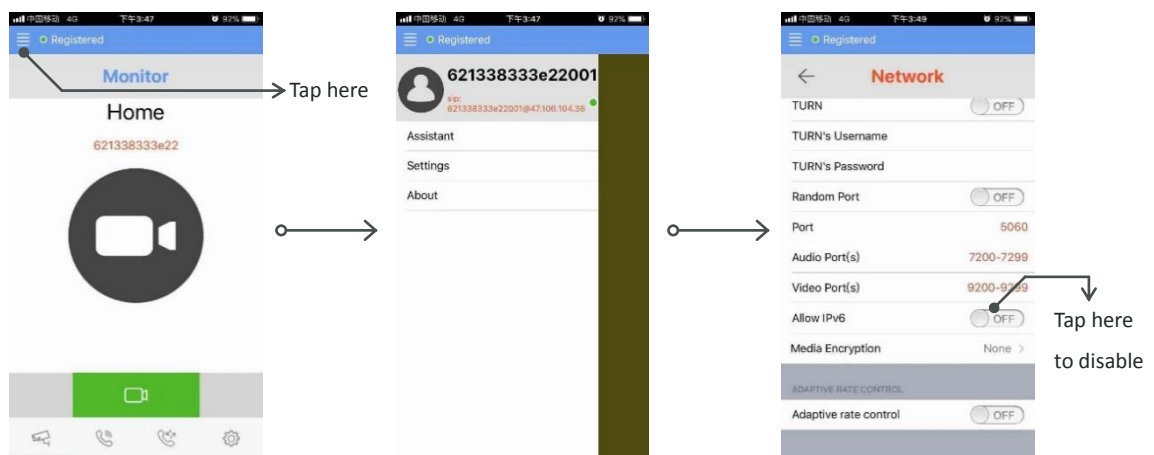 中国移动 4G 下午3:47 92%
Registered
Monitor
Home
621338333e22
Tap here
中国移动 4G 下午3:47 92%
Registered
621338333e22001
sip:
621338333e22001@47.106.104.38
Assistant
Settings
About
中国移动 4G 下午3:49 92%
Registered
Network
TURN OFF
TURN's Username
TURN's Password
Random Port OFF
Port 5060
Audio Port(s) 7200-7299
Video Port(s) 9200-9299
Allow IPv6 OFF
Media Encryption None >
ADAPTIVE RATE CONTROL
Adaptive rate control OFF
Tap here
to disable